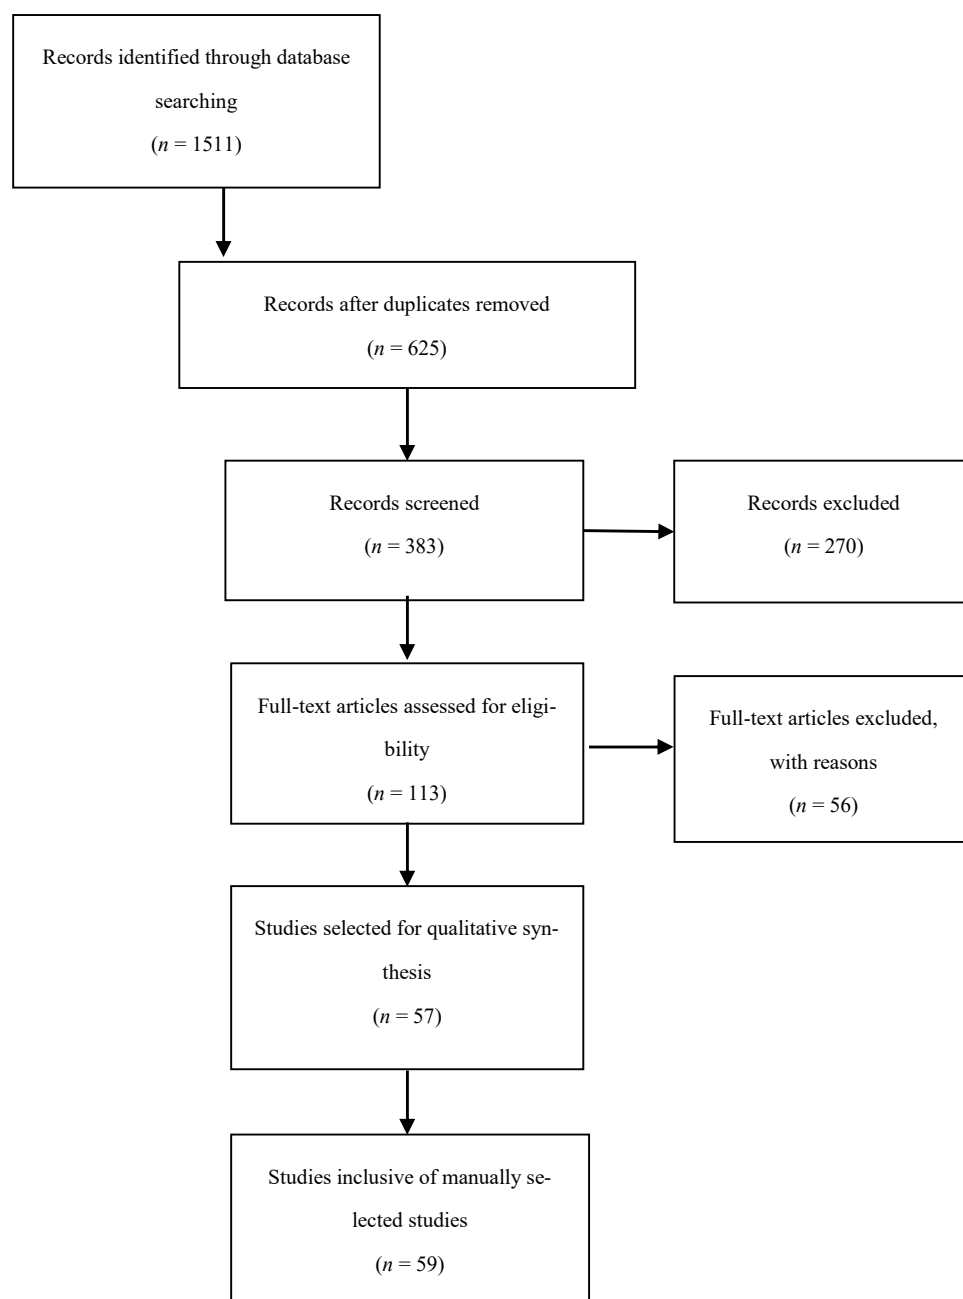 Records identified through database
searching
(n = 1511)
Records after duplicates removed
(n = 625)
Records screened
(n = 383)
Records excluded
(n = 270)
Full-text articles assessed for eligi-
bility
(n = 113)
Full-text articles excluded,
with reasons
(n = 56)
Studies selected for qualitative syn-
thesis
(n = 57)
Studies inclusive of manually se-
lected studies
(n = 59)